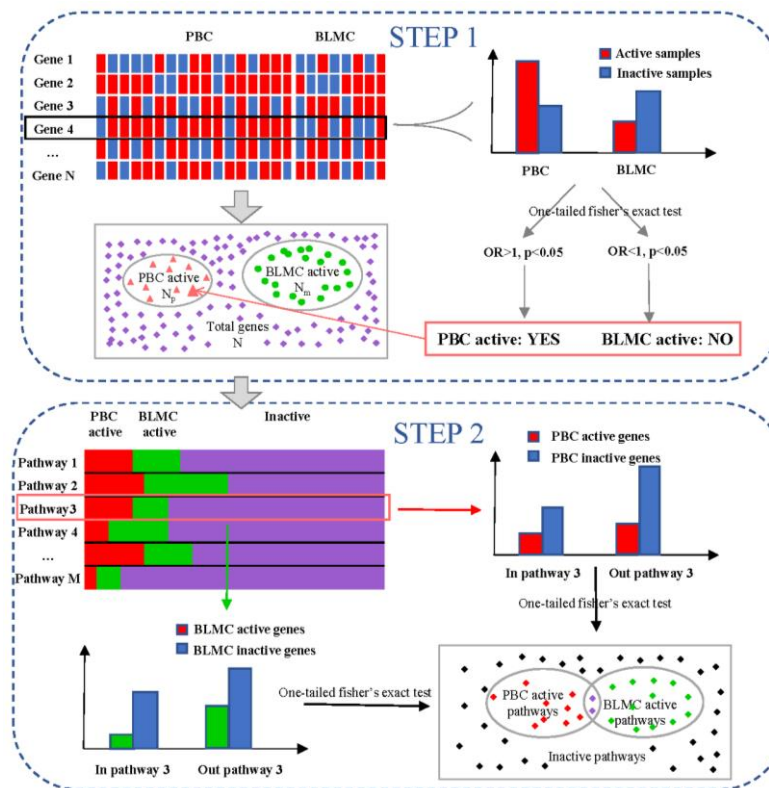 PBC BLMC
STEP 1
Gene 1
Gene 2
Gene 3
Gene 4
...
Gene N
Active samples
Inactive samples
PBC BLMC
One-tailed fisher's exact test
OR>1, p<0.05 OR<1, p<0.05
PBC active: YES BLMC active: NO
PBC active
Np
BLMC active
Nm
Total genes
N
STEP 2
PBC
active
BLMC
active
Inactive
Pathway 1
Pathway 2
Pathway3
Pathway 4
...
Pathway M
PBC active genes
PBC inactive genes
In pathway 3 Out pathway 3
One-tailed fisher's exact test
BLMC active genes
BLMC inactive genes
In pathway 3 Out pathway 3
One-tailed fisher's exact test
PBC active
pathways
BLMC active
pathways
Inactive pathways